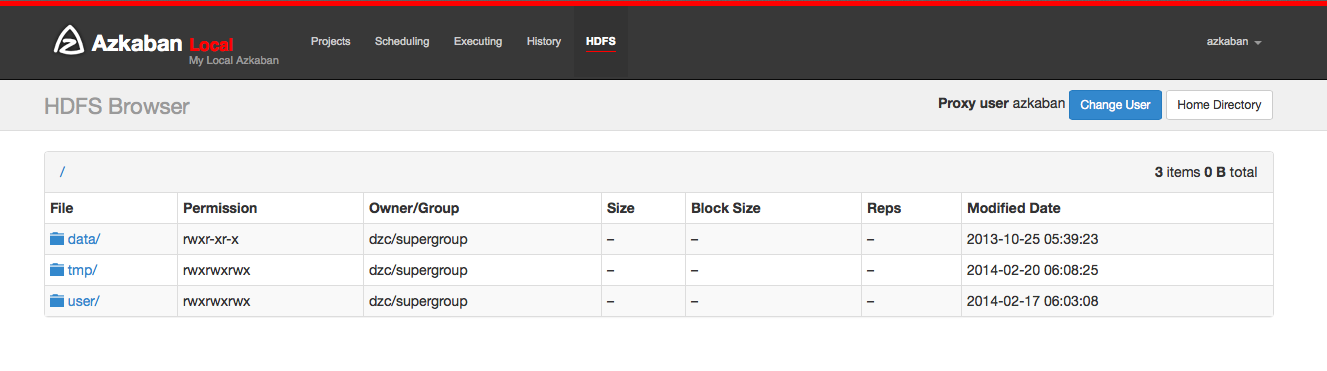 Azkaban Local
My Local Azkaban
Projects Scheduling Executing History HDFS azkaban
HDFS Browser Proxy user azkaban Change User Home Directory
/ 3 items 0 B total
File Permission Owner/Group Size Block Size Reps Modified Date
data/ rwxr-xr-x dzc/supergroup – – – 2013-10-25 05:39:23
tmp/ rwxrwxrwx dzc/supergroup – – – 2014-02-20 06:08:25
user/ rwxrwxrwx dzc/supergroup – – – 2014-02-17 06:03:08